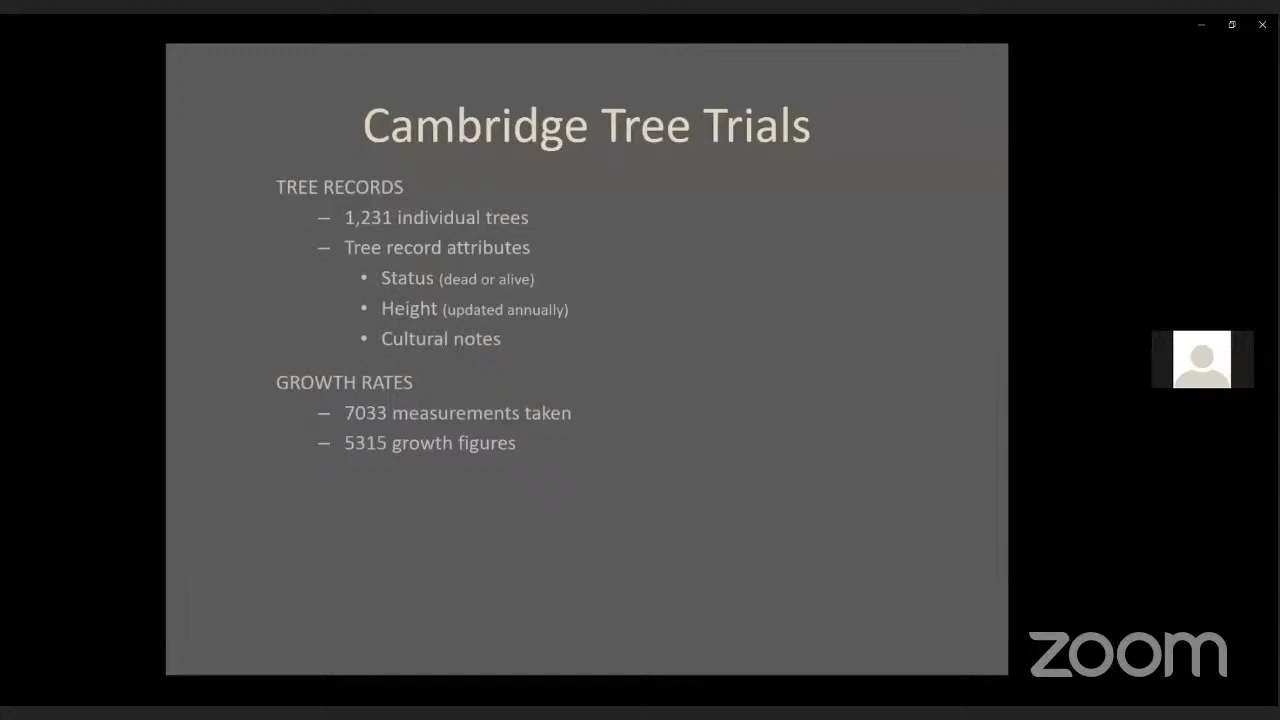 Cambridge Tree Trials
TREE RECORDS
– 1,231 individual trees
– Tree record attributes
• Status (dead or alive)
• Height (updated annually)
• Cultural notes
GROWTH RATES
– 7033 measurements taken
– 5315 growth figures
zoom